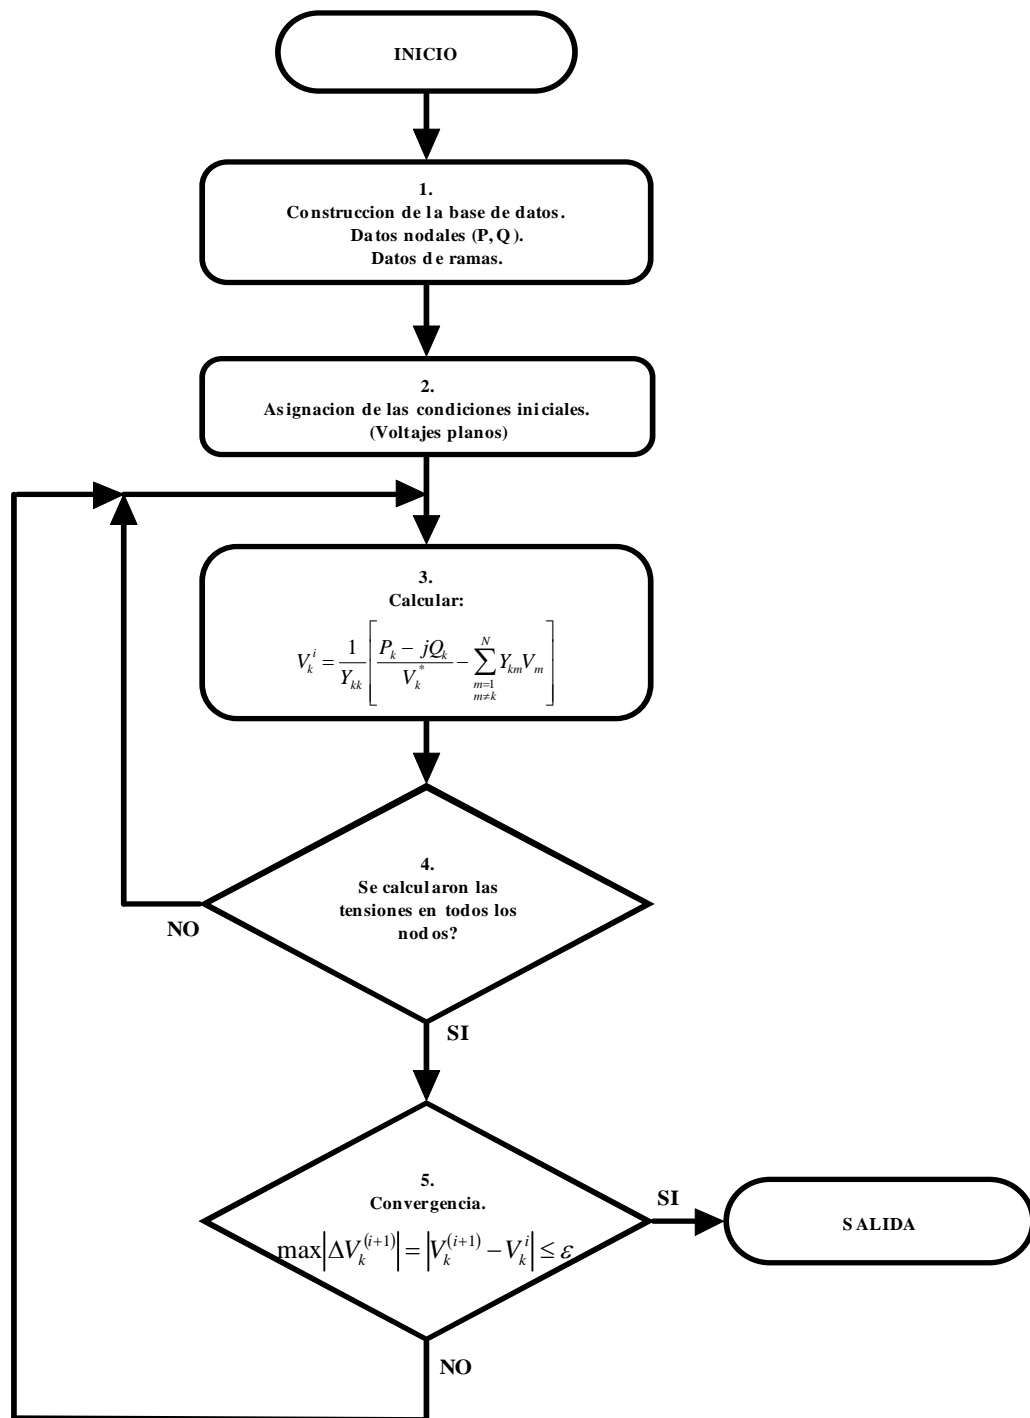 INICIO
1.
Construccion de la base de datos.
Datos nodales (P, Q).
Datos de ramas.
2.
Asignacion de las condiciones iniciales.
(Voltajes planos)
3.
Calcular:
$V_k^i = \frac{1}{Y_{kk}} \left[ \frac{P_k - jQ_k}{V_k^*} - \sum_{\substack{m=1 \\ m \neq k}}^{N} Y_{km} V_m \right]$
4.
Se calcularon las
tensiones en todos los
nodos?
NO
SI
5.
Convergencia.
$\max \left| \Delta V_k^{(i+1)} \right| = \left| V_k^{(i+1)} - V_k^i \right| \leq \varepsilon$
SI
SALIDA
NO